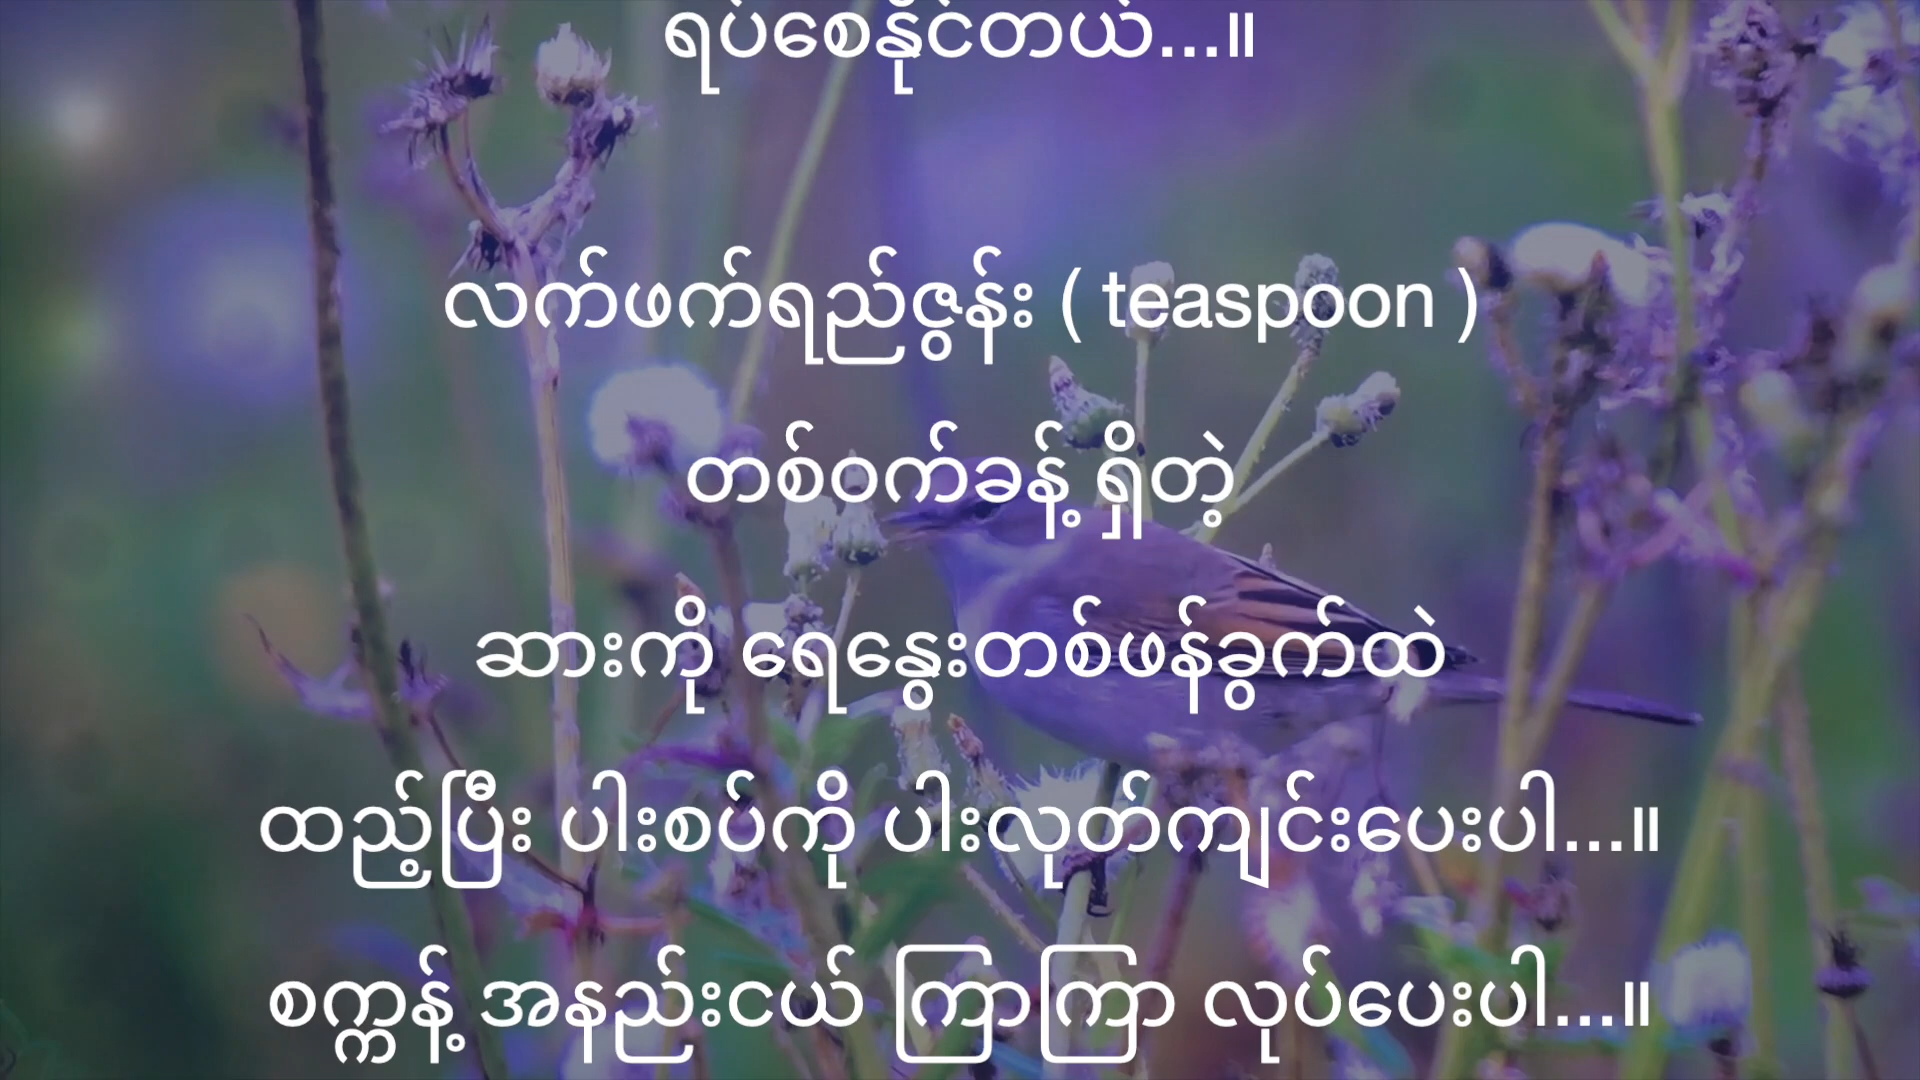 ရပ်စေနိုင်တယ်...။
လက်ဖက်ရည်ဇွန်း ( teaspoon )
တစ်ဝက်ခန့် ရှိတဲ့
ဆားကို ရေနွေးတစ်ဖန်ခွက်ထဲ
ထည့်ပြီး ပါးစပ်ကို ပါးလုတ်ကျင်းပေးပါ...။
စက္ကန့် အနည်းငယ် ကြာကြာ လုပ်ပေးပါ...။